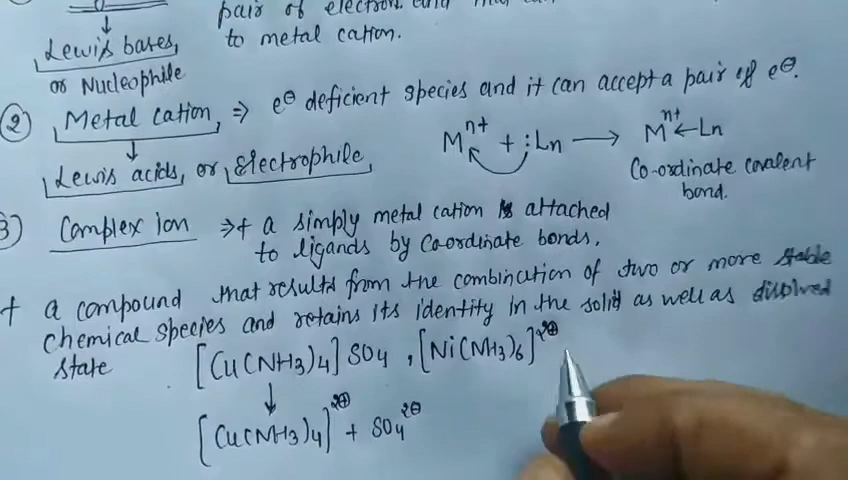 pair of electron and
to metal cation.
Lewis bases,
or Nucleophile
② Metal cation, ⇒ e⊖ deficient species and it can accept a pair of e⊖.
Lewis acids, or Electrophile,
Mn+ + :Ln → Mn+←Ln
Co-ordinate covalent
bond.
3) Complex ion ⇒ + a simply metal cation is attached
to ligands by Coordinate bonds.
+ a compound that results from the combination of two or more stable
chemical species and retains its identity in the solid as well as disolved
state
[Cu(NH3)4] SO4 , [Ni(NH3)6]2⊕
↓
[Cu(NH3)4]2⊕ + SO4 2⊖